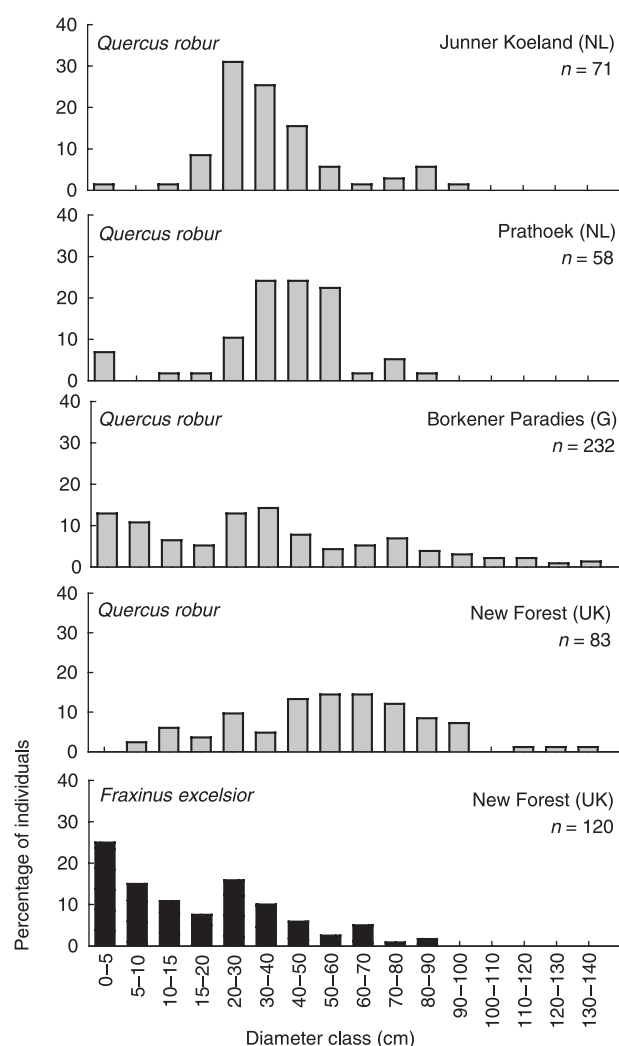 Quercus robur
Junner Koeland (NL)
n = 71
40
30
20
10
0
Quercus robur
Prathoek (NL)
n = 58
40
30
20
10
0
Quercus robur
Borkener Paradies (G)
n = 232
40
30
20
10
0
Quercus robur
New Forest (UK)
n = 83
40
30
20
10
0
Fraxinus excelsior
New Forest (UK)
n = 120
40
30
20
10
0
Percentage of individuals
0–5
5–10
10–15
15–20
20–30
30–40
40–50
50–60
60–70
70–80
80–90
90–100
100–110
110–120
120–130
130–140
Diameter class (cm)